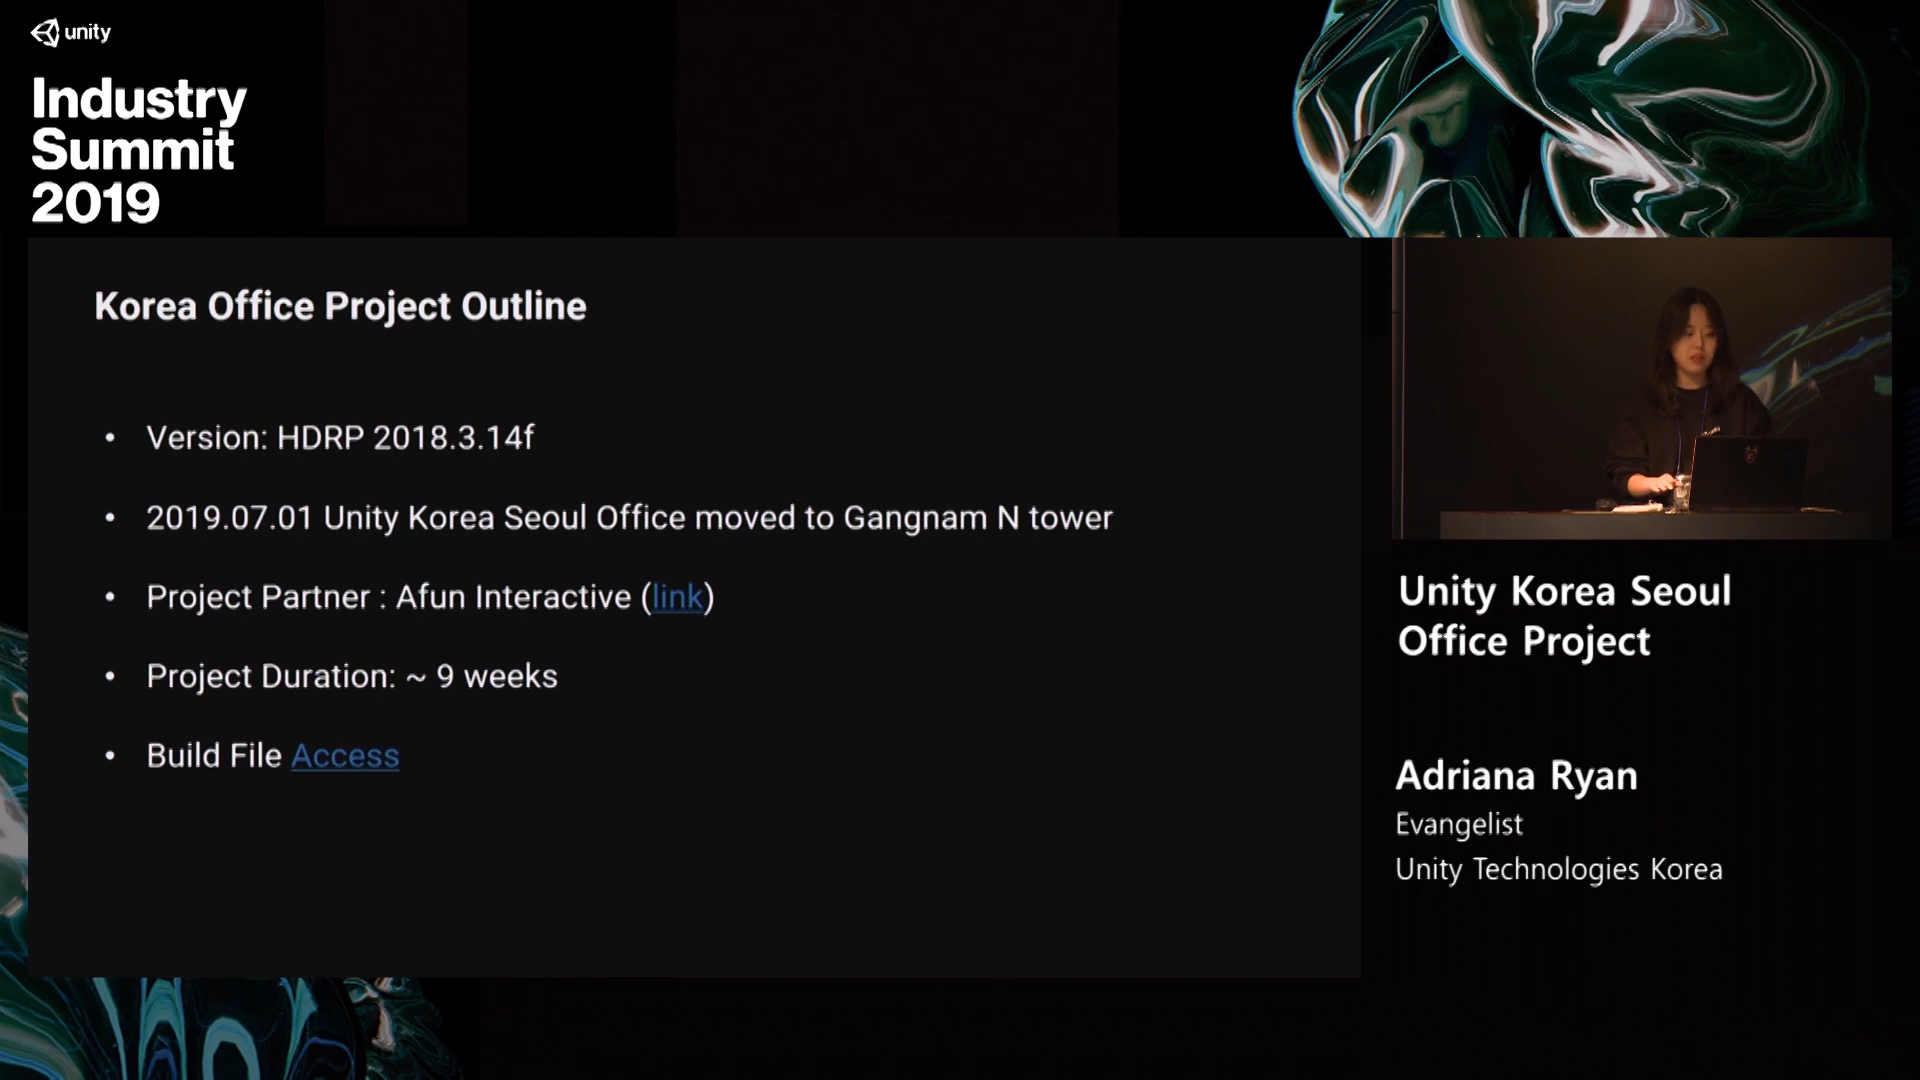 unity
Industry
Summit
2019
Korea Office Project Outline
• Version: HDRP 2018.3.14f
• 2019.07.01 Unity Korea Seoul Office moved to Gangnam N tower
• Project Partner : Afun Interactive (link)
• Project Duration: ~ 9 weeks
• Build File Access
Unity Korea Seoul
Office Project
Adriana Ryan
Evangelist
Unity Technologies Korea